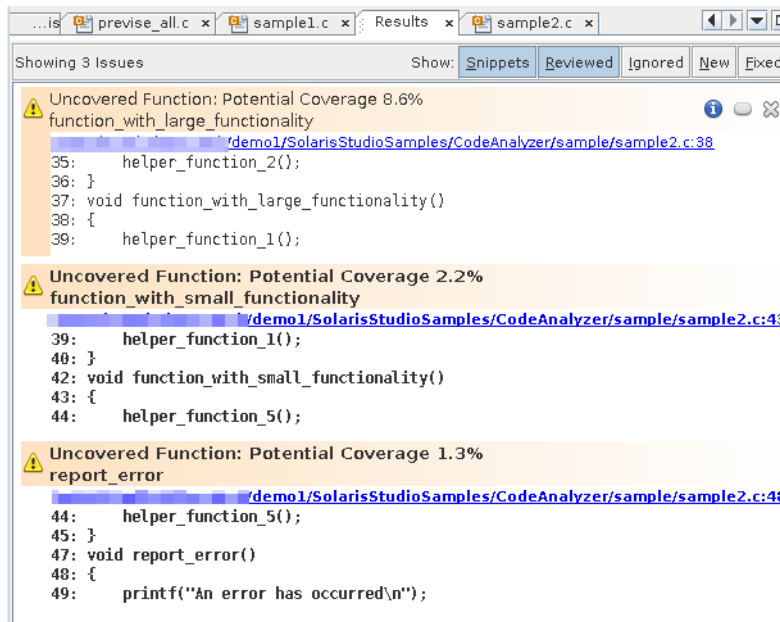 ...is previse_all.c x sample1.c x Results x sample2.c x
Showing 3 Issues Show: Snippets Reviewed Ignored New Fixed
Uncovered Function: Potential Coverage 8.6%
function_with_large_functionality
/demo1/SolarisStudioSamples/CodeAnalyzer/sample/sample2.c:38
35: helper_function_2();
36: }
37: void function_with_large_functionality()
38: {
39: helper_function_1();
Uncovered Function: Potential Coverage 2.2%
function_with_small_functionality
/demo1/SolarisStudioSamples/CodeAnalyzer/sample/sample2.c:43
39: helper_function_1();
40: }
42: void function_with_small_functionality()
43: {
44: helper_function_5();
Uncovered Function: Potential Coverage 1.3%
report_error
/demo1/SolarisStudioSamples/CodeAnalyzer/sample/sample2.c:48
44: helper_function_5();
45: }
47: void report_error()
48: {
49: printf("An error has occurred\n");